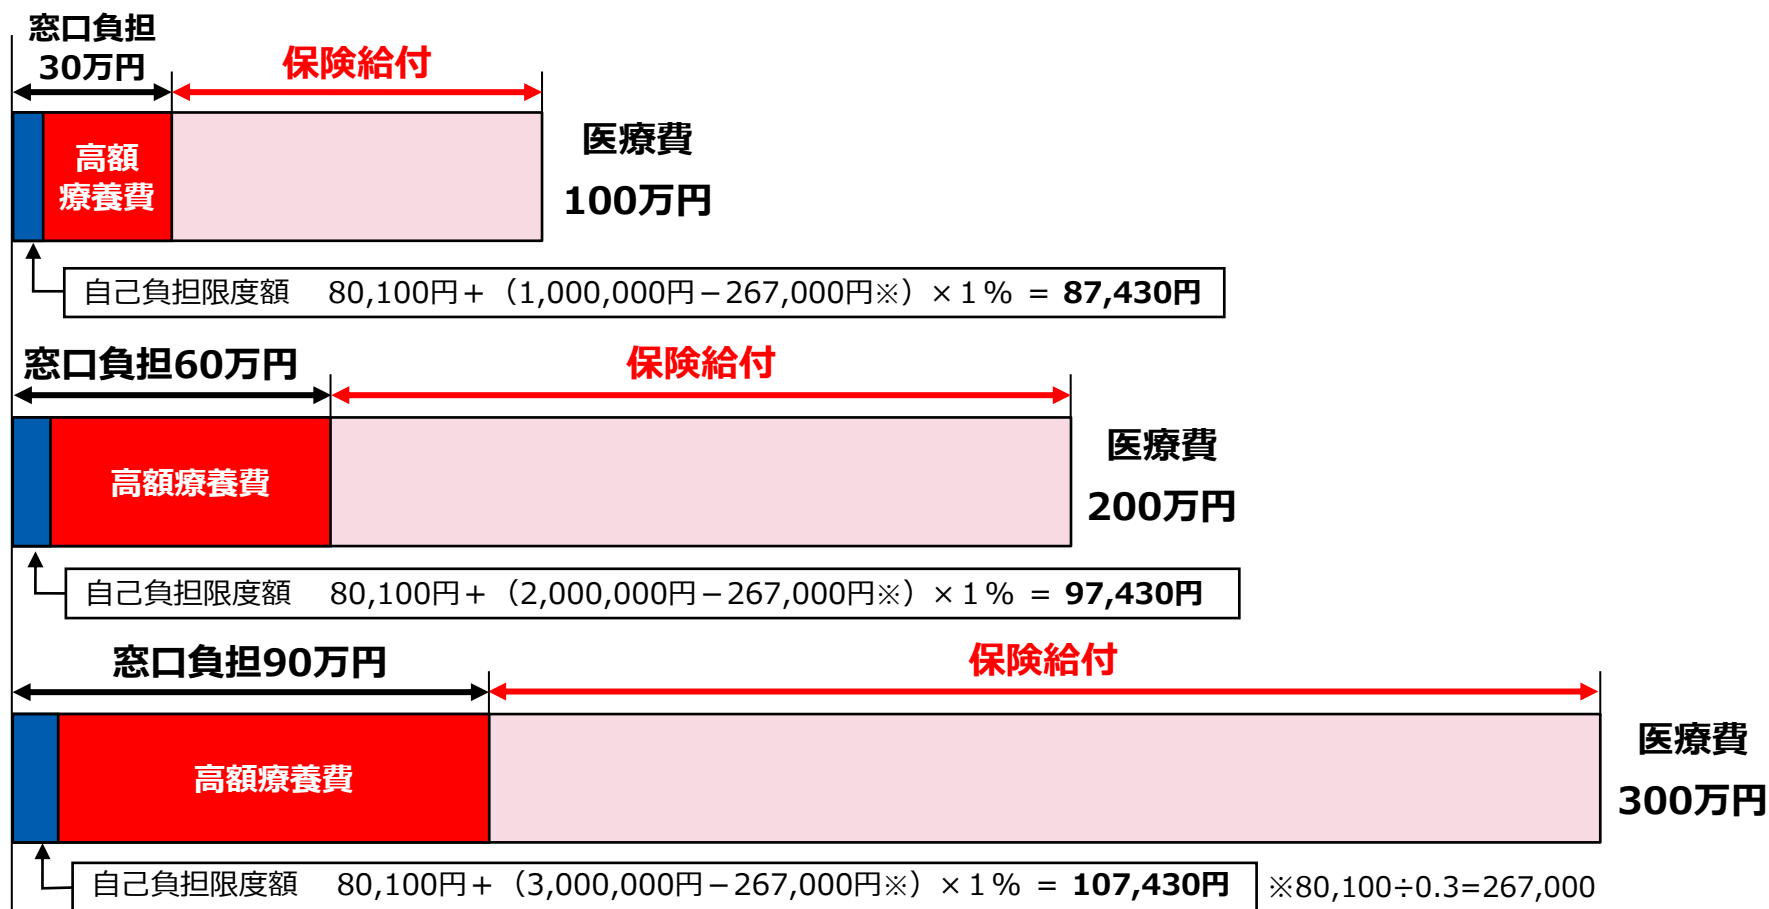 窓口負担
30万円
保険給付
高額
療養費
医療費
100万円
自己負担限度額　80,100円＋（1,000,000円－267,000円※）×１％ = 87,430円
窓口負担60万円
保険給付
高額療養費
医療費
200万円
自己負担限度額　80,100円＋（2,000,000円－267,000円※）×１％ = 97,430円
窓口負担90万円
保険給付
高額療養費
医療費
300万円
自己負担限度額　80,100円＋（3,000,000円－267,000円※）×１％ = 107,430円
※80,100÷0.3=267,000